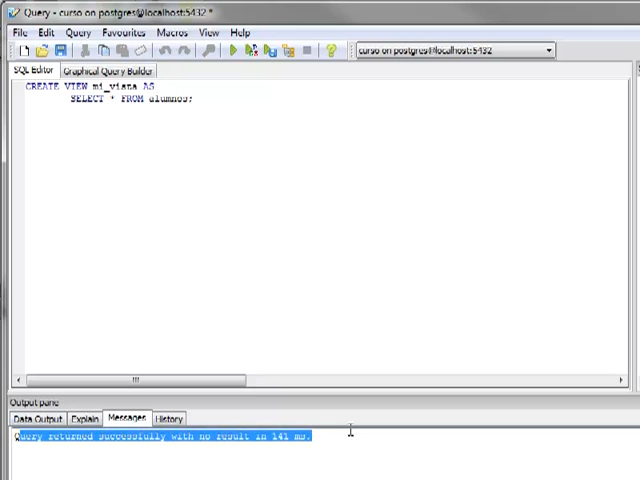 Query - curso on postgres@localhost:5432 *
File Edit Query Favourites Macros View Help
curso on postgres@localhost:5432
SQL Editor Graphical Query Builder
CREATE VIEW mi_vista AS
SELECT * FROM alumnos;
Output pane
Data Output Explain Messages History
Query returned successfully with no result in 141 ms.